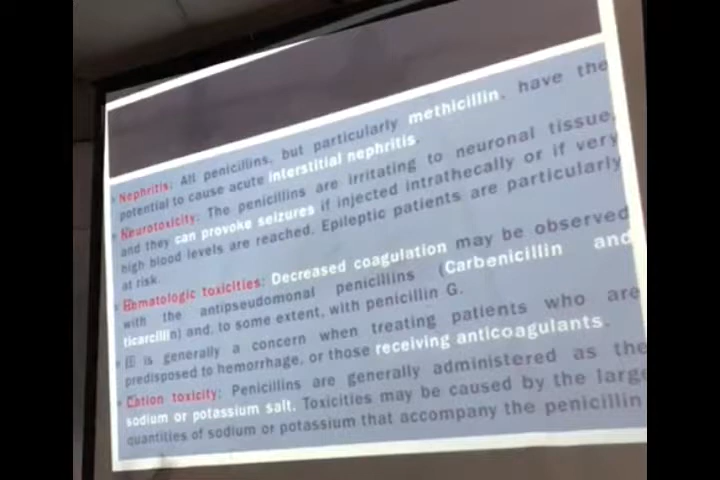 Nephritis: All penicillins, but particularly methicillin, have the
potential to cause acute interstitial nephritis.
Neurotoxicity: The penicillins are irritating to neuronal tissue,
and they can provoke seizures if injected intrathecally or if very
high blood levels are reached. Epileptic patients are particularly
at risk.
Hematologic toxicities: Decreased coagulation may be observed
with the antipseudomonal penicillins (Carbenicillin and
ticarcillin) and, to some extent, with penicillin G.
is generally a concern when treating patients who are
predisposed to hemorrhage, or those receiving anticoagulants.
Cation toxicity: Penicillins are generally administered as the
sodium or potassium salt. Toxicities may be caused by the large
quantities of sodium or potassium that accompany the penicillin